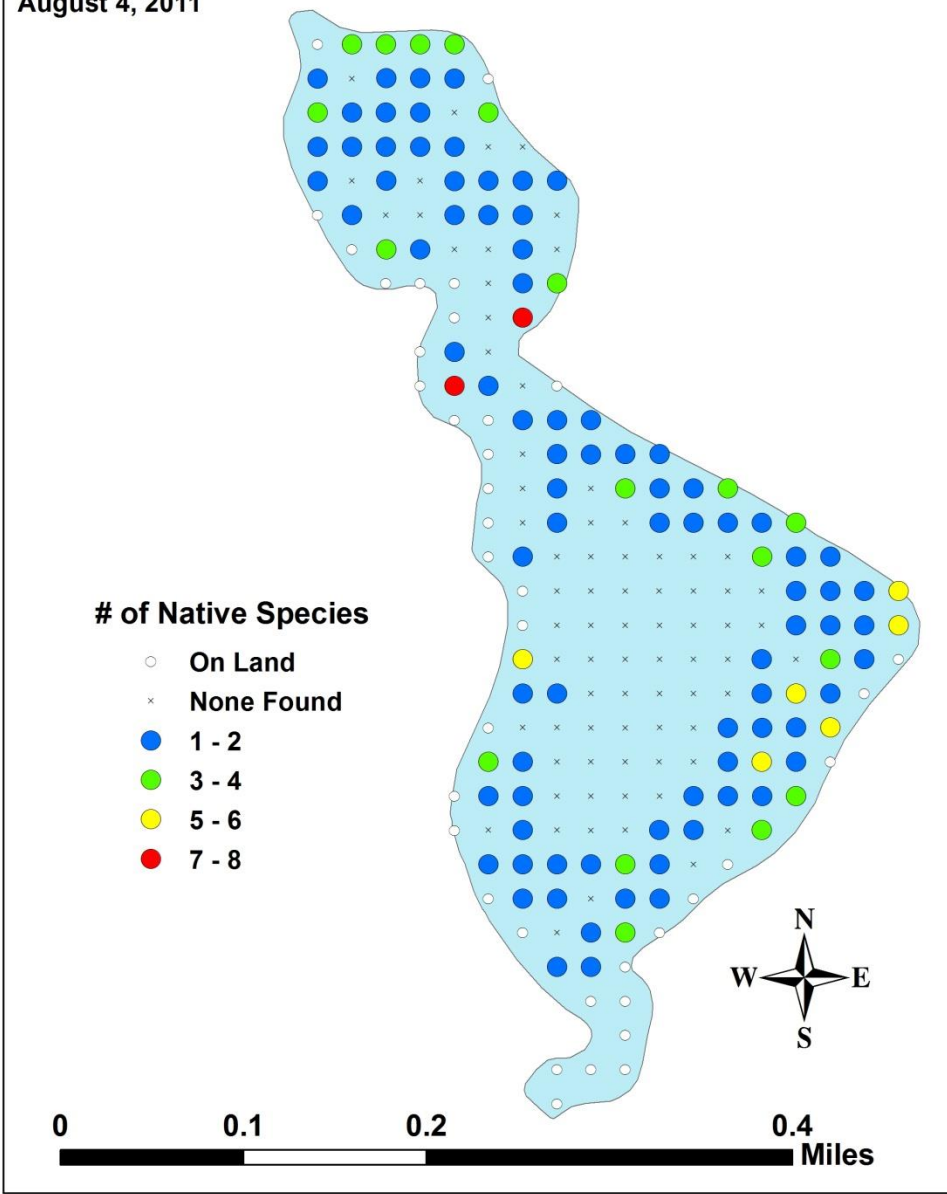 August 4, 2011
# of Native Species
On Land
None Found
1 - 2
3 - 4
5 - 6
7 - 8
N
W E
S
0 0.1 0.2 0.4
Miles